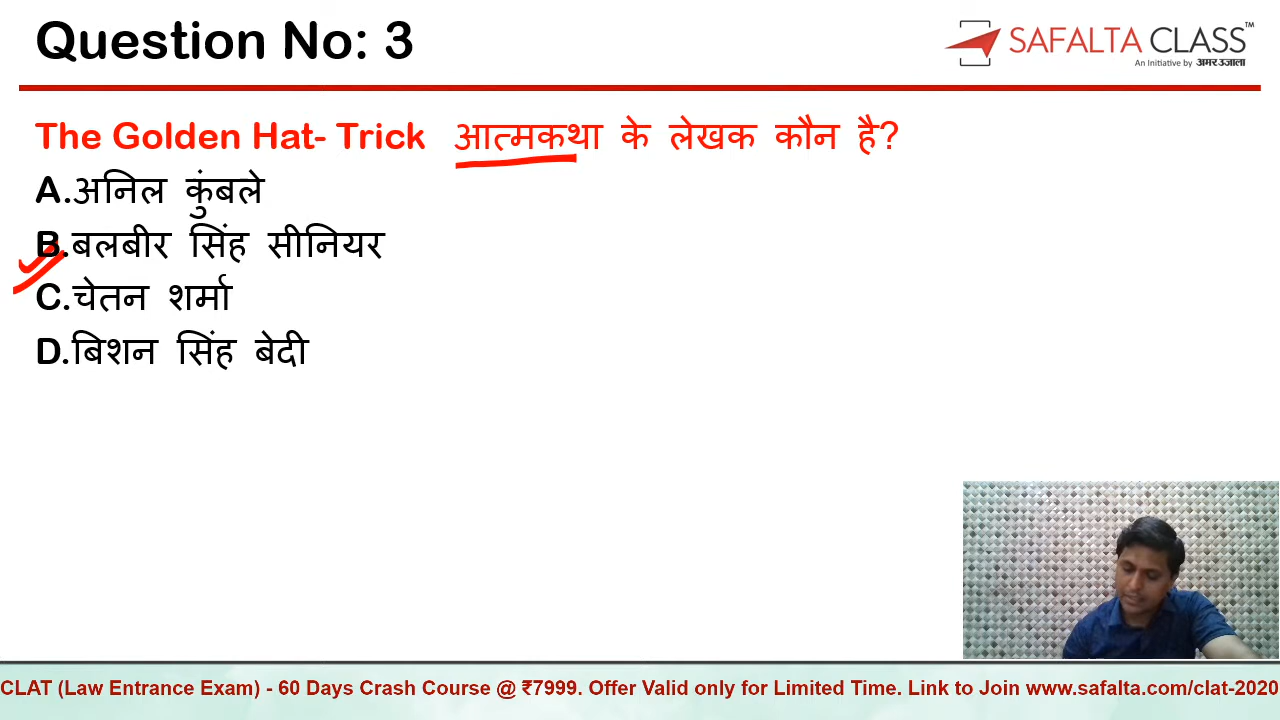 Question No: 3
SAFALTA CLASS™
An Initiative by अमर उजाला
The Golden Hat- Trick आत्मकथा के लेखक कौन है?
A.अनिल कुंबले
B.बलबीर सिंह सीनियर
C.चेतन शर्मा
D.बिशन सिंह बेदी
CLAT (Law Entrance Exam) - 60 Days Crash Course @ ₹7999. Offer Valid only for Limited Time. Link to Join www.safalta.com/clat-2020